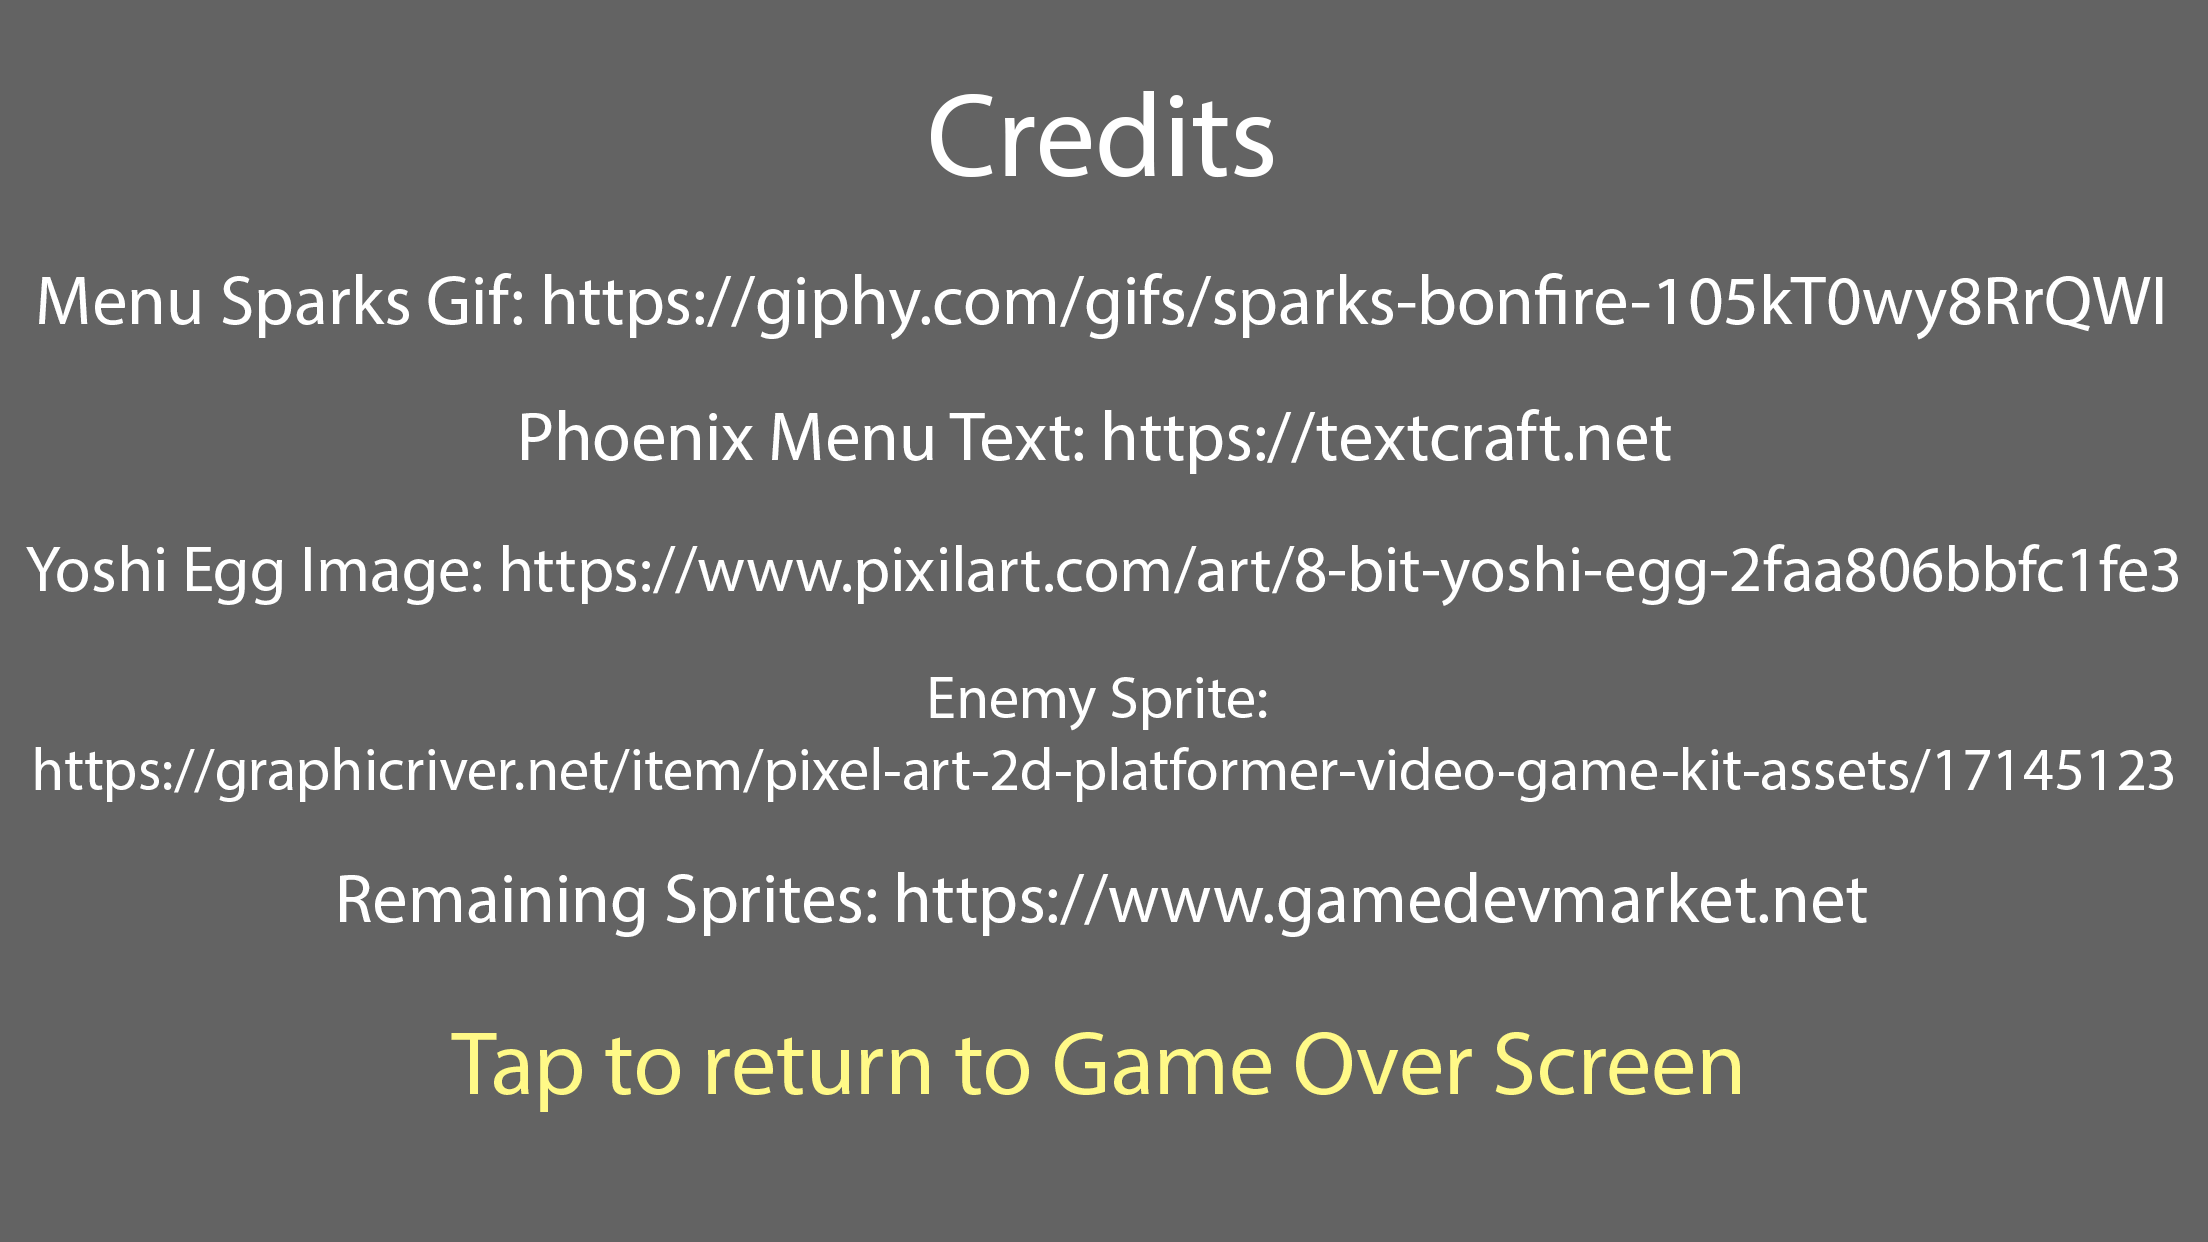 Credits
Menu Sparks Gif: https://giphy.com/gifs/sparks-bonfire-105kT0wy8RrQWI
Phoenix Menu Text: https://textcraft.net
Yoshi Egg Image: https://www.pixilart.com/art/8-bit-yoshi-egg-2faa806bbfc1fe3
Enemy Sprite:
https://graphicriver.net/item/pixel-art-2d-platformer-video-game-kit-assets/17145123
Remaining Sprites: https://www.gamedevmarket.net
Tap to return to Game Over Screen